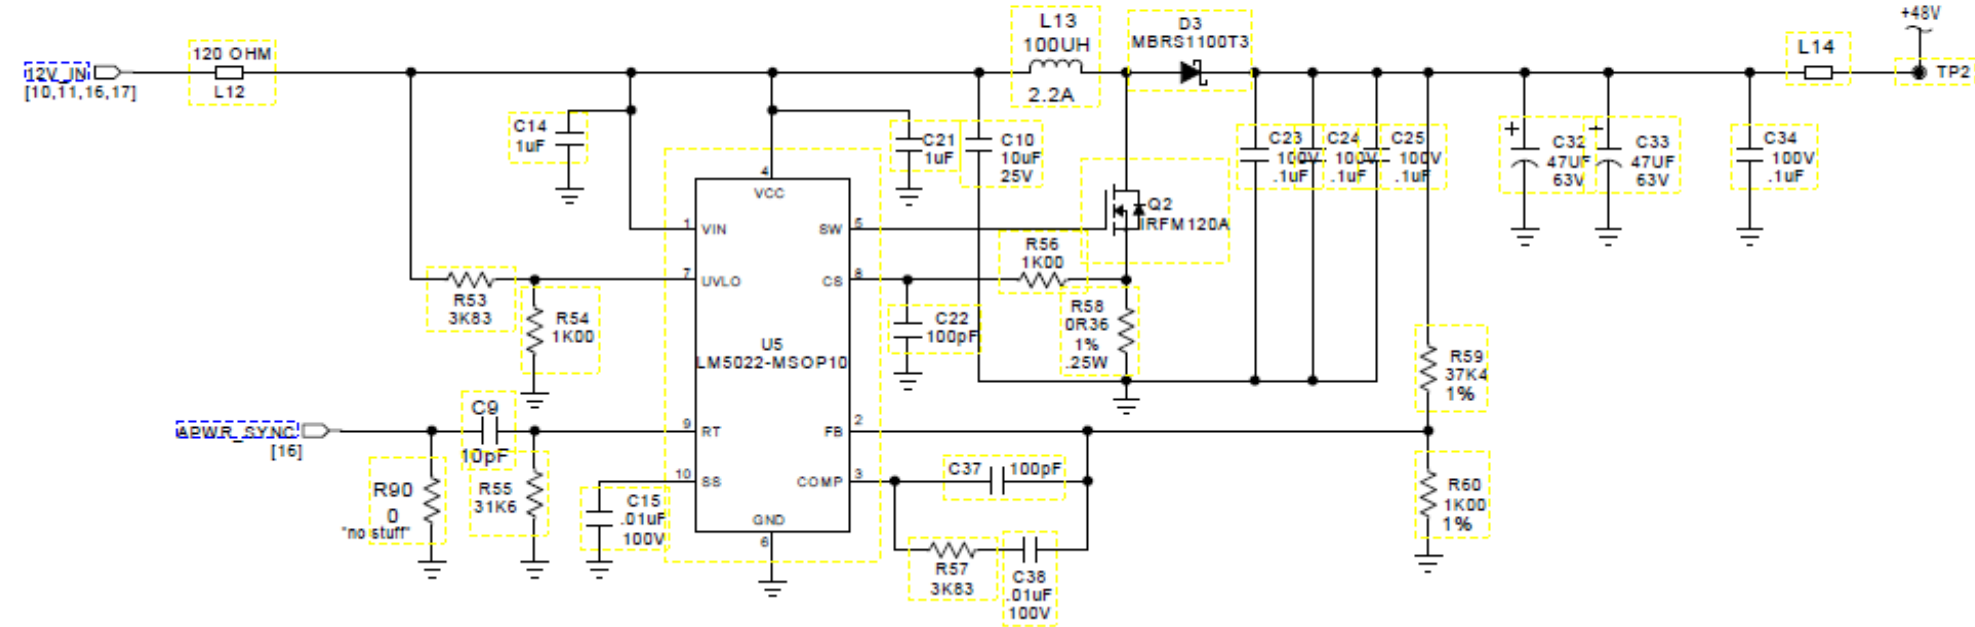 +48V
L13
100UH
2.2A
D3
MBRS1100T3
L14
TP2
120 OHM
L12
12V_IN
[10,11,16,17]
C14
1uF
C21
1uF
C10
10uF
25V
C23
100V
.1uF
C24
100V
.1uF
C25
100V
.1uF
+
C32
47UF
63V
C33
47UF
63V
C34
100V
.1uF
4
VCC
1
VIN
SW
5
Q2
IRFM120A
7
UVLO
CS
8
R56
1K00
R53
3K83
R54
1K00
C22
100pF
R58
0R36
1%
.25W
U5
LM5022-MSOP10
R59
37K4
1%
APWR_SYNC
[16]
C9
10pF
9
RT
FB
2
R90
0
"no stuff"
R55
31K6
10
SS
COMP
3
C37
100pF
R60
1K00
1%
C15
.01uF
100V
GND
6
R57
3K83
C38
.01uF
100V